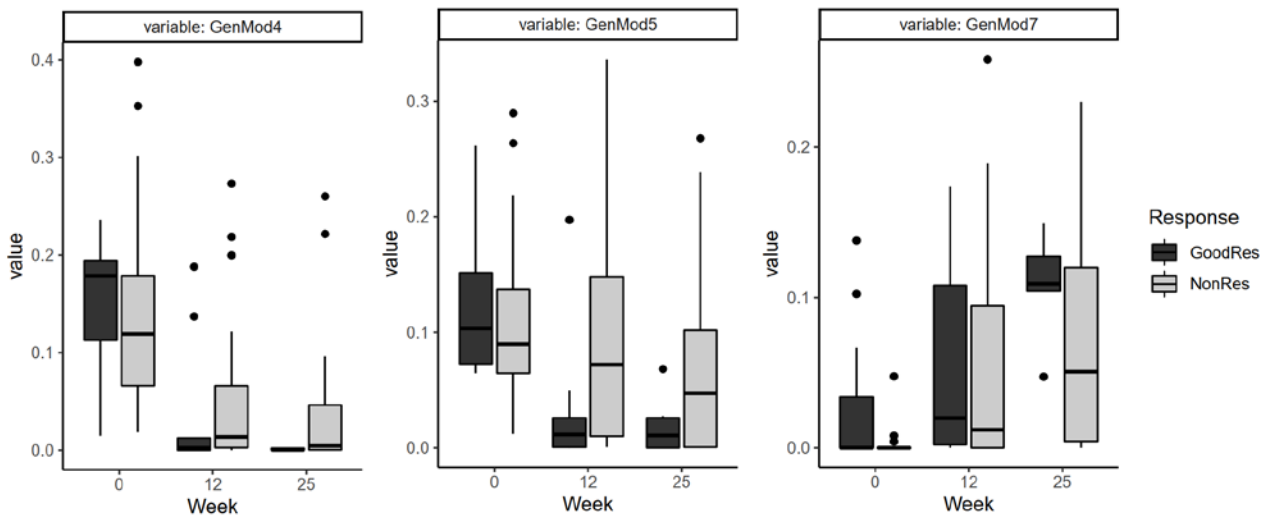 variable: GenMod4
value
0.4
0.3
0.2
0.1
0.0
0 12 25
Week
variable: GenMod5
value
0.3
0.2
0.1
0.0
0 12 25
Week
variable: GenMod7
value
0.2
0.1
0.0
0 12 25
Week
Response
GoodRes
NonRes